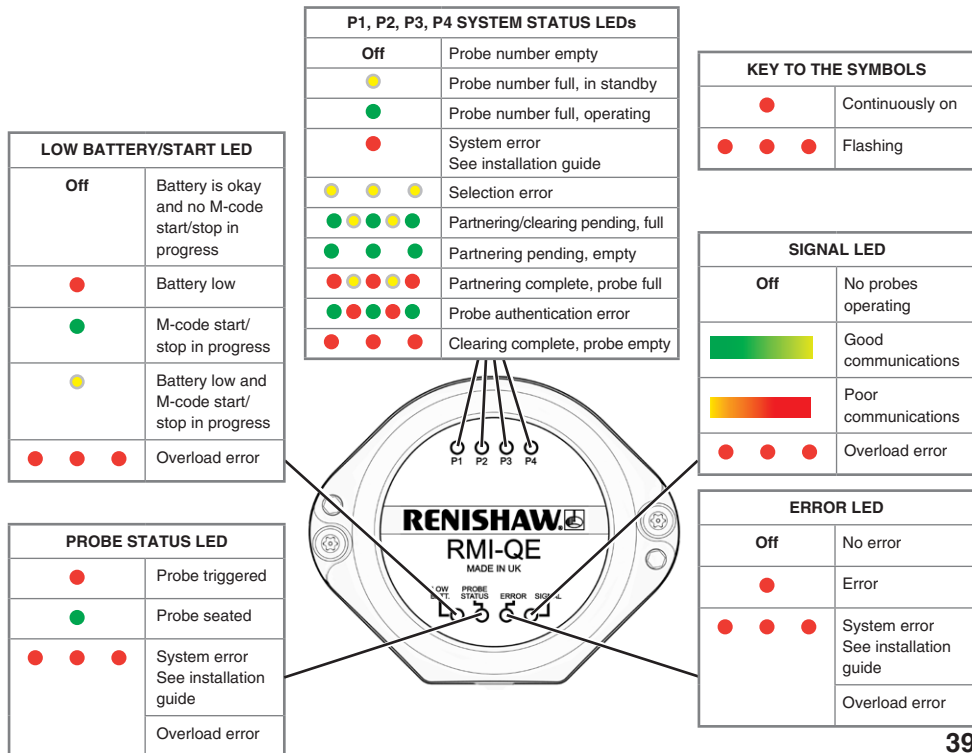 P1, P2, P3, P4 SYSTEM STATUS LEDs
Off Probe number empty
Probe number full, in standby
Probe number full, operating
System error
See installation guide
Selection error
Partnering/clearing pending, full
Partnering pending, empty
Partnering complete, probe full
Probe authentication error
Clearing complete, probe empty
KEY TO THE SYMBOLS
Continuously on
Flashing
LOW BATTERY/START LED
Off Battery is okay
and no M-code
start/stop in
progress
Battery low
M-code start/
stop in progress
Battery low and
M-code start/
stop in progress
Overload error
SIGNAL LED
Off No probes
operating
Good
communications
Poor
communications
Overload error
P1 P2 P3 P4
RENISHAW
RMI-QE
MADE IN UK
PROBE
STATUS ERROR
PROBE STATUS LED
Probe triggered
Probe seated
System error
See installation
guide
Overload error
ERROR LED
Off No error
Error
System error
See installation
guide
Overload error
39